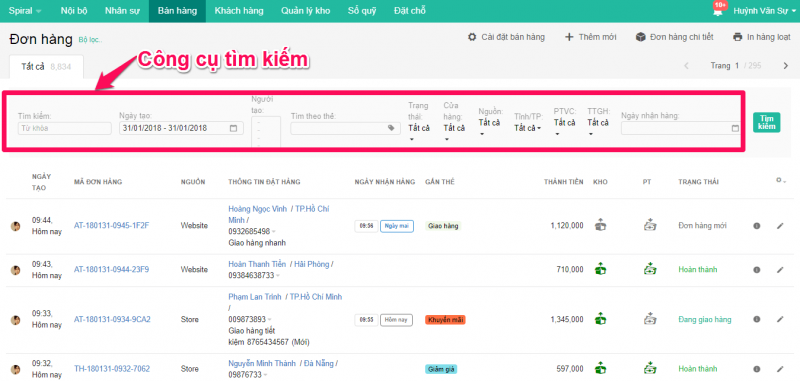 Spiral Nội bộ Nhân sự Bán hàng Khách hàng Quản lý kho Sổ quỹ Đặt chỗ 10+ Huỳnh Văn Sự
Đơn hàng Bộ lọc.. Cài đặt bán hàng Thêm mới Đơn hàng chi tiết In hàng loạt
Tất cả 8,834 Công cụ tìm kiếm Trang 1 / 295
Tìm kiếm: Ngày tạo: Người tạo: Tìm theo thẻ: Trạng thái: Cửa hàng: Nguồn: Tỉnh/TP: PTVC: TTGH: Ngày nhận hàng:
Từ khóa 31/01/2018 - 31/01/2018 Tất cả Tất cả Tất cả Tất cả Tất cả Tất cả Tìm kiếm
NGÀY TẠO MÃ ĐƠN HÀNG NGUỒN THÔNG TIN ĐẶT HÀNG NGÀY NHẬN HÀNG GẮN THẺ THÀNH TIỀN KHO PT TRẠNG THÁI
09:44, Hôm nay AT-180131-0945-1F2F Website Hoàng Ngọc Vinh / TP.Hồ Chí Minh / 09:56 Ngày mai Giao hàng 1,120,000 Đơn hàng mới
0932685498
Giao hàng nhanh
09:43, Hôm nay AT-180131-0944-23F9 Website Hoàn Thanh Tiến / Hải Phòng / 710,000 Hoàn thành
09384638733
09:33, Hôm nay AT-180131-0934-9CA2 Store Phạm Lan Trinh / TP.Hồ Chí Minh / 09:55 Hôm nay Khuyến mãi 1,345,000 Đang giao hàng
009873893
Giao hàng tiết
kiệm 8765434567 (Mới)
09:32, Hôm nay TH-180131-0932-7062 Store Nguyễn Minh Thành / Đà Nẵng / Giảm giá 597,000 Hoàn thành
09876733